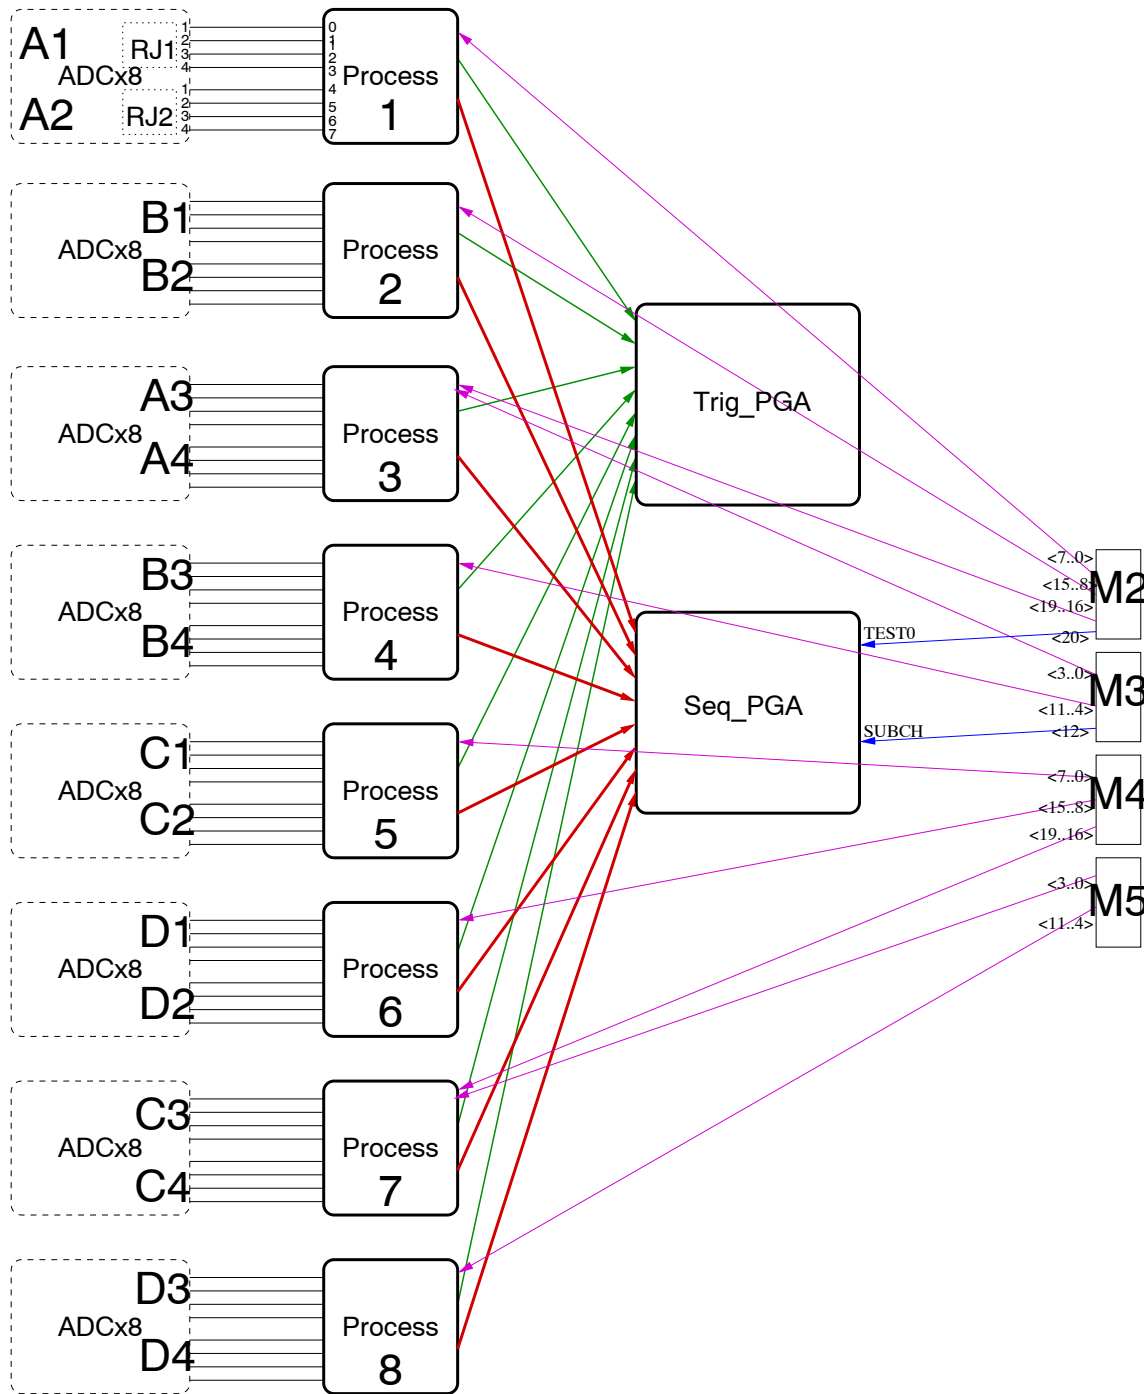 A1
RJ1
1
2
3
4
ADCx8
A2
RJ2
1
2
3
4
0
1
1
2
3
4
5
6
7
Process
1
B1
ADCx8
B2
Process
2
A3
ADCx8
A4
Process
3
B3
ADCx8
B4
Process
4
C1
ADCx8
C2
Process
5
D1
ADCx8
D2
Process
6
C3
ADCx8
C4
Process
7
D3
ADCx8
D4
Process
8
Trig_PGA
Seq_PGA
TEST0
SUBCH
<7..0>
<15..8>
<19..16>
<20>
M2
<3..0>
<11..4>
<12>
M3
<7..0>
<15..8>
<19..16>
M4
<3..0>
<11..4>
M5